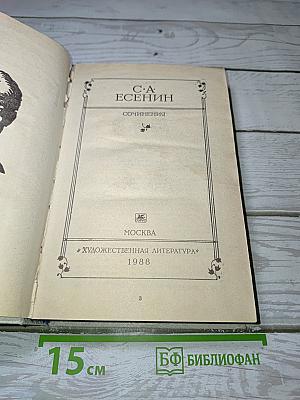 С·А·
ЕСЕНИН
СОЧИНЕНИЯ
МОСКВА
«ХУДОЖЕСТВЕННАЯ ЛИТЕРАТУРА»
1988
3
15 см
БФ БИБЛИОФАН